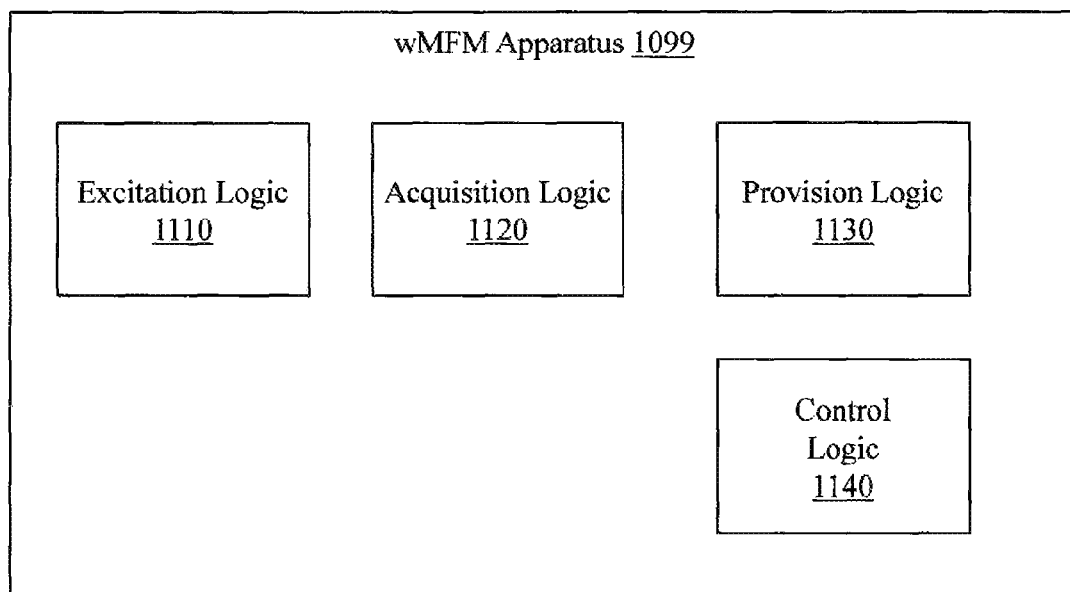 wMFM Apparatus 1099
Excitation Logic
1110
Acquisition Logic
1120
Provision Logic
1130
Control
Logic
1140